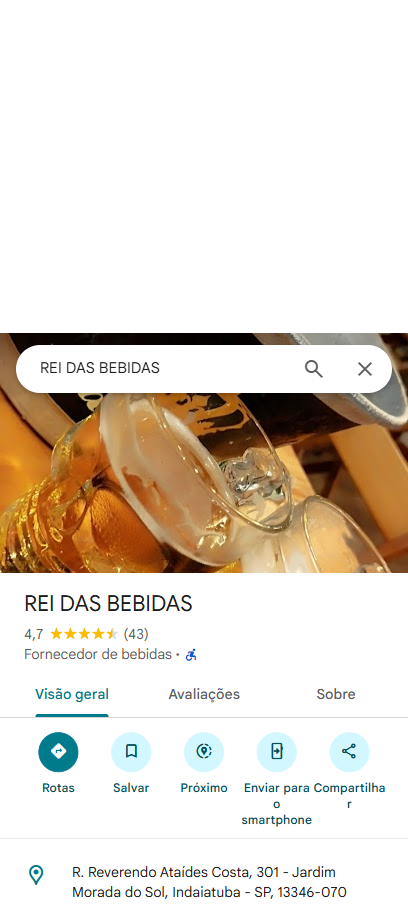 REI DAS BEBIDAS
REI DAS BEBIDAS
4,7 (43)
Fornecedor de bebidas ·
Visão geral Avaliações Sobre
Rotas Salvar Próximo Enviar para o smartphone Compartilhar
R. Reverendo Ataídes Costa, 301 - Jardim
Morada do Sol, Indaiatuba - SP, 13346-070